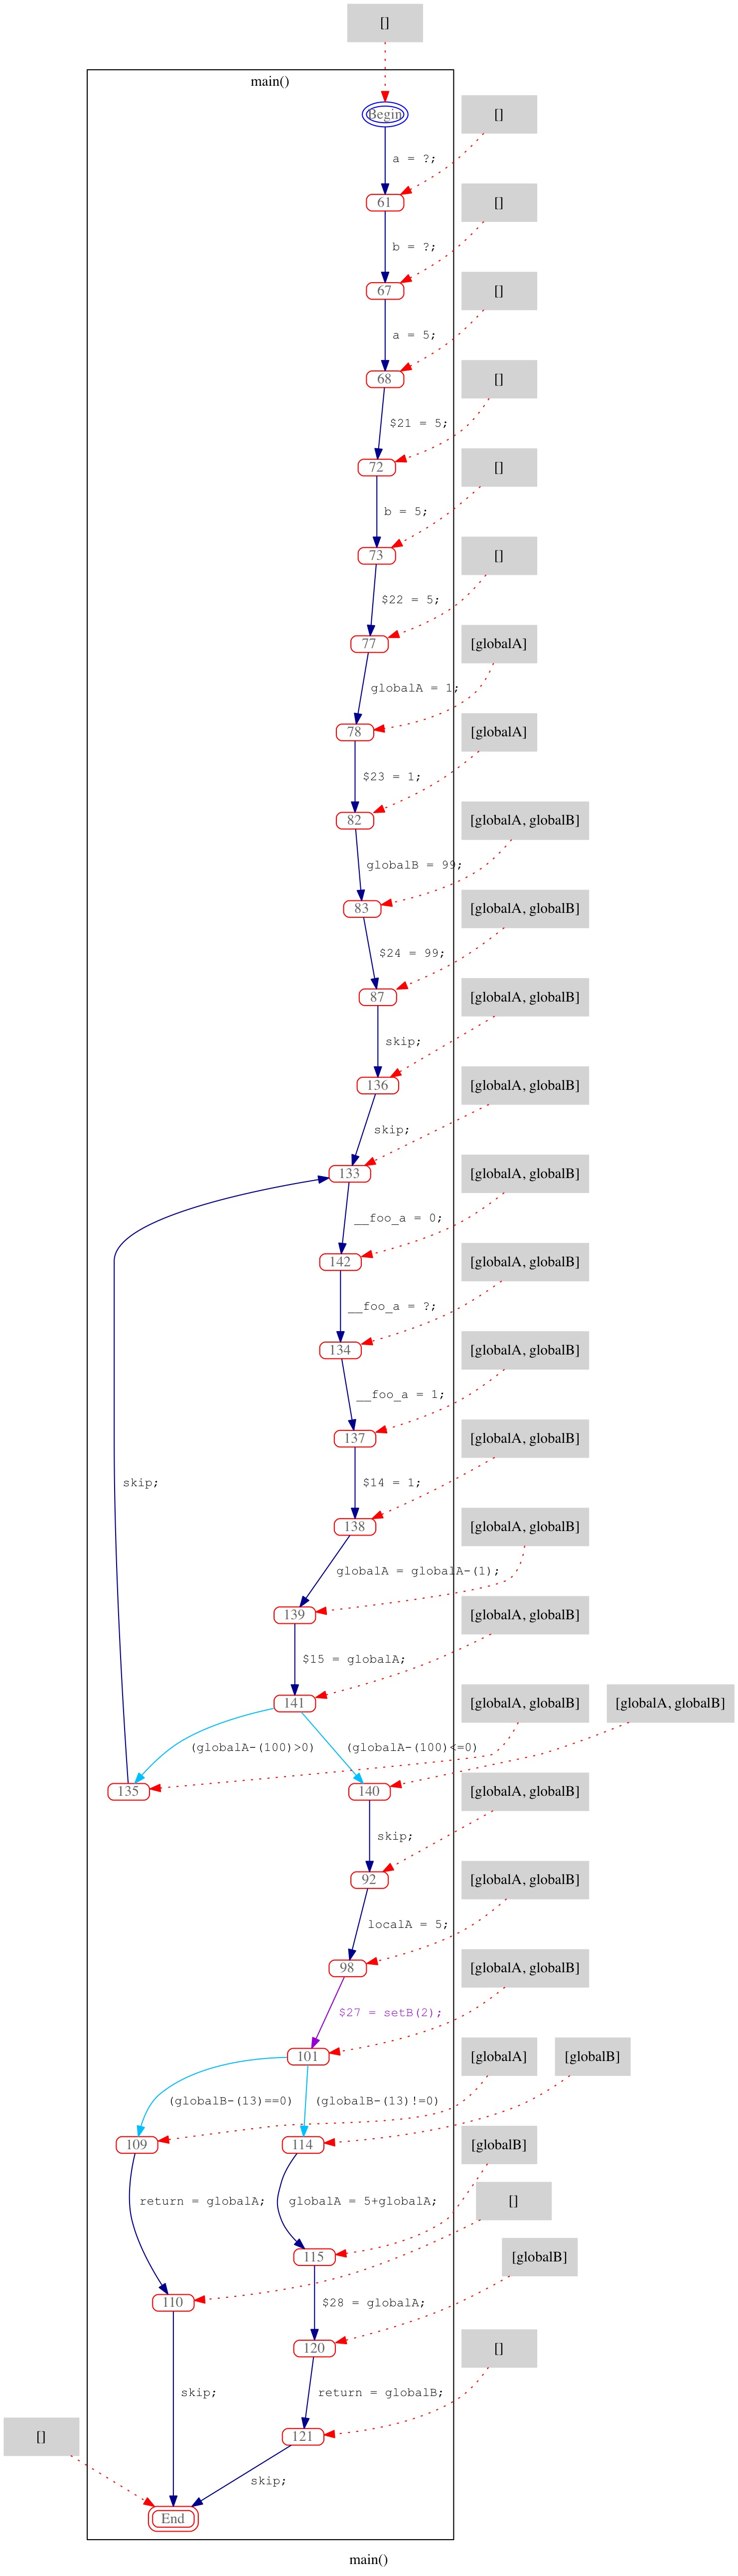 []
main()
Begin
[]
a = ?;
61
[]
b = ?;
67
[]
a = 5;
68
[]
$21 = 5;
72
[]
b = 5;
73
[]
$22 = 5;
77
[globalA]
globalA = 1;
78
[globalA]
$23 = 1;
82
[globalA, globalB]
globalB = 99;
83
[globalA, globalB]
$24 = 99;
87
[globalA, globalB]
skip;
136
[globalA, globalB]
skip;
133
[globalA, globalB]
__foo_a = 0;
142
[globalA, globalB]
__foo_a = ?;
134
[globalA, globalB]
__foo_a = 1;
137
[globalA, globalB]
skip;
$14 = 1;
138
[globalA, globalB]
globalA = globalA-(1);
139
[globalA, globalB]
$15 = globalA;
141
[globalA, globalB]
[globalA, globalB]
(globalA-(100)>0)
(globalA-(100)<=0)
135
140
[globalA, globalB]
skip;
92
[globalA, globalB]
localA = 5;
98
[globalA, globalB]
$27 = setB(2);
101
[globalA]
[globalB]
(globalB-(13)==0)
(globalB-(13)!=0)
109
114
[globalB]
return = globalA;
globalA = 5+globalA;
[]
115
[globalB]
110
$28 = globalA;
120
[]
skip;
return = globalB;
[]
121
skip;
End
main()